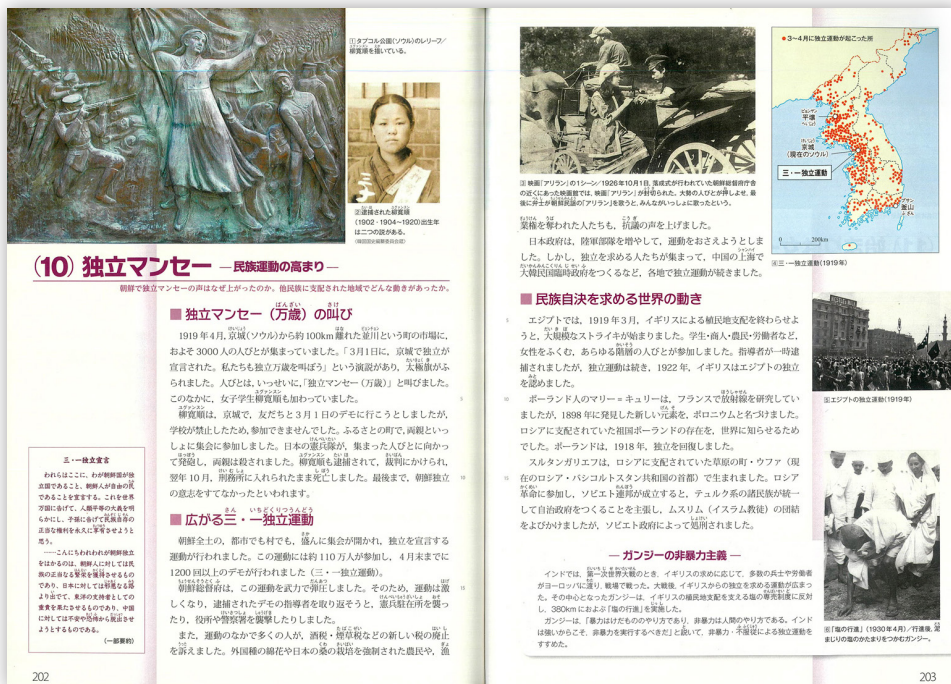 1 タプコル公園(ソウル)のレリーフ/
柳寛順を描いている。
2 逮捕された柳寛順
(1902・1904〜1920)出生年
は二つの説がある。
(韓国国史編纂委員会蔵)
(10) 独立マンセー ―民族運動の高まり―
朝鮮で独立マンセーの声はなぜ上がったのか。他民族に支配された地域でどんな動きがあったか。
■ 独立マンセー(万歳)の叫び
1919年4月,京城(ソウル)から約100km離れた並川という町の市場に,
およそ3000人の人びとが集まっていました。「3月1日に,京城で独立が
宣言された。私たちも独立万歳を叫ぼう」という演説があり,太極旗がふ
られました。人びとは,いっせいに,「独立マンセー(万歳)」と叫びました。
このなかに,女子学生柳寛順も加わっていました。
柳寛順は,京城で,友だちと3月1日のデモに行こうとしましたが,
学校が禁止したため,参加できませんでした。ふるさとの町で,両親といっ
しょに集会に参加しました。日本の憲兵隊が,集まった人びとに向かっ
て発砲し,両親は殺されました。柳寛順も逮捕されて,裁判にかけられ,
翌年10月,刑務所に入れられたまま死亡しました。最後まで,朝鮮独立
の意志をすてなかったといわれます。
■ 広がる三・一独立運動
朝鮮全土の,都市でも村でも,盛んに集会が開かれ,独立を宣言する
運動が行われました。この運動には約110万人が参加し,4月末までに
1200回以上のデモが行われました(三・一独立運動)。
朝鮮総督府は,この運動を武力で弾圧しました。そのため,運動は激
しくなり,逮捕されたデモの指導者を取り返そうと,憲兵駐在所を襲っ
たり,役所や警察署を襲撃したりしました。
また,運動のなかで多くの人が,酒税・煙草税などの新しい税の廃止
を訴えました。外国種の綿花や日本の桑の栽培を強制された農民や,漁
三・一独立宣言
われらはここに,わが朝鮮国が独
立国であること,朝鮮人が自由の民
であることを宣言する。これを世界
万国に告げて,人類平等の大義を明
らかにし,子孫に告げて民族自存の
正当な権利を永久に享有させようと
思う。
……こんにちわれわれが朝鮮独立
をはかるのは,朝鮮人に対しては民
族の正当なる繁栄を獲得させるもの
であり,日本に対しては邪悪なる路
より出でて,東洋の支持者としての
重責を果たさせるものであり,中国
に対しては不安や恐怖から脱出させ
ようとするものである。
(一部要約)
202
3 映画「アリラン」の1シーン/1926年10月1日,落成式が行われていた朝鮮総督府庁舎
の近くにあった映画館では,映画「アリラン」が封切られた。大勢の人びとが押しよせ,最
後に弁士が朝鮮民謡の「アリラン」を歌うと,みんながいっしょに歌ったという。
●3〜4月に独立運動が起こった所
平壌
へいじょう
京城
けいじょう
(現在のソウル)
三・一独立運動
プサン
釜山
ふざん
0 200km
4 三・一独立運動(1919年)
業権を奪われた人たちも,抗議の声を上げました。
日本政府は,陸軍部隊を増やして,運動をおさえようとしま
した。しかし,独立を求める人たちが集まって,中国の上海で
大韓民国臨時政府をつくるなど,各地で独立運動が続きました。
■ 民族自決を求める世界の動き
エジプトでは,1919年3月,イギリスによる植民地支配を終わらせよ
うと,大規模なストライキが始まりました。学生・商人・農民・労働者など,
女性をふくむ,あらゆる階層の人びとが参加しました。指導者が一時逮
捕されましたが,独立運動は続き,1922年,イギリスはエジプトの独立
を認めました。
ポーランド人のマリー=キュリーは,フランスで放射線を研究してい
ましたが,1898年に発見した新しい元素を,ポロニウムと名づけました。
ロシアに支配されていた祖国ポーランドの存在を,世界に知らせるため
でした。ポーランドは,1918年,独立を回復しました。
スルタンガリエフは,ロシアに支配されていた草原の町・ウファ(現
在のロシア・バシコルトスタン共和国の首都)で生まれました。ロシア
革命に参加し,ソビエト連邦が成立すると,テュルク系の諸民族が統一
して自治政府をつくることを主張し,ムスリム(イスラム教徒)の団結
をよびかけましたが,ソビエト政府によって処刑されました。
5 エジプトの独立運動(1919年)
― ガンジーの非暴力主義 ―
インドでは,第一次世界大戦のとき,イギリスの求めに応じて,多数の兵士や労働者
がヨーロッパに渡り,戦場で戦った。大戦後,イギリスからの独立を求める運動が広まっ
た。その中心となったガンジーは,イギリスの植民地支配を支える塩の専売制度に反対
し,380kmにおよぶ「塩の行進」を実施した。
ガンジーは,「暴力はけだもののやり方であり,非暴力は人間のやり方である。インド
は強いからこそ,非暴力を実行するべきだ」と説いて,非暴力・不服従による独立運動を
すすめた。
6 「塩の行進」(1930年4月)/行進後,泥
まじりの塩のかたまりをつかむガンジー。
203